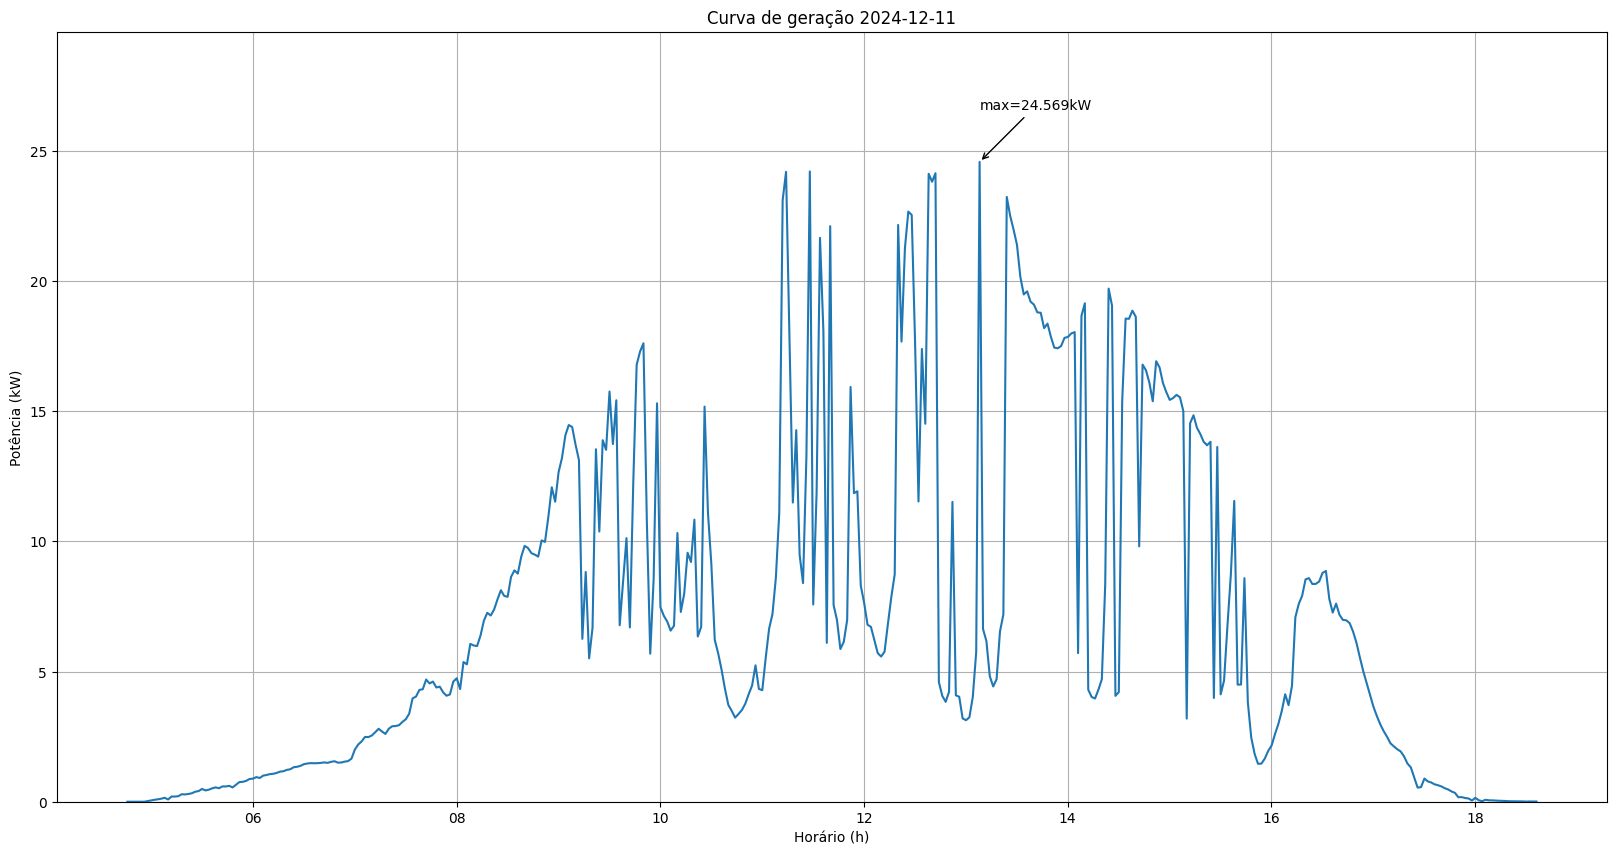 Curva de geração 2024-12-11
max=24.569kW
25
20
15
10
5
0
Potência (kW)
06 08 10 12 14 16 18
Horário (h)